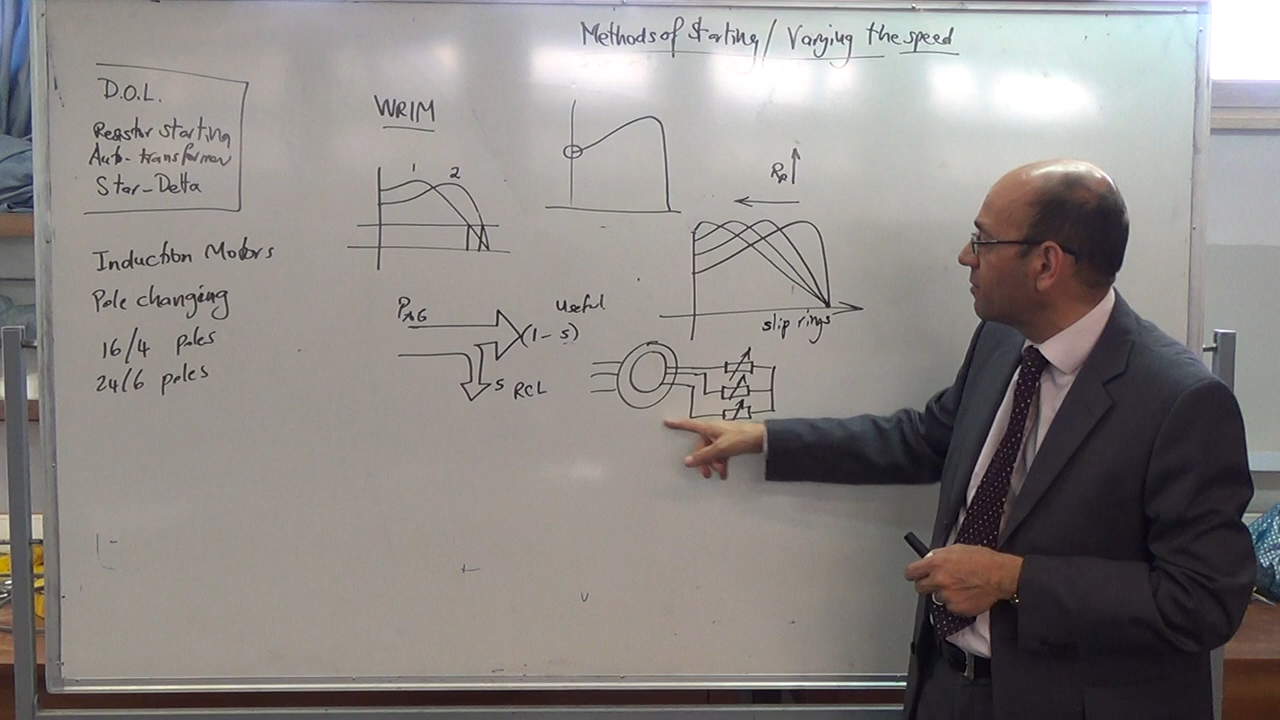 Methods of Starting / Varying the speed
D.O.L.
Resistor starting
Auto-transformer
Star-Delta
Induction Motors
Pole changing
16/4 poles
24/6 poles
WRIM
1 2
PAG
Useful
(1-s)
s RCL
RR
slip rings